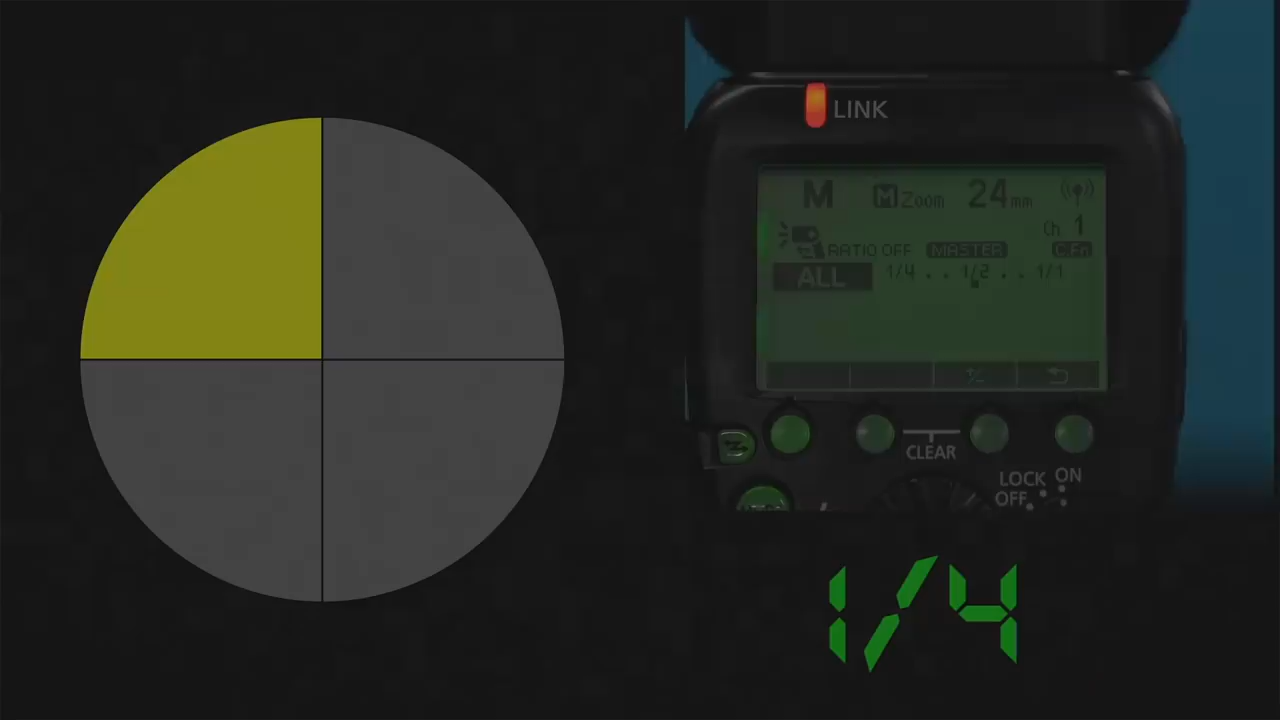 LINK
M M Zoom 24mm
Ch. 1
RATIO OFF MASTER C.Fn
ALL 1/4 . . 1/2 . . 1/1
+/-
CLEAR
LOCK ON
OFF
1/4